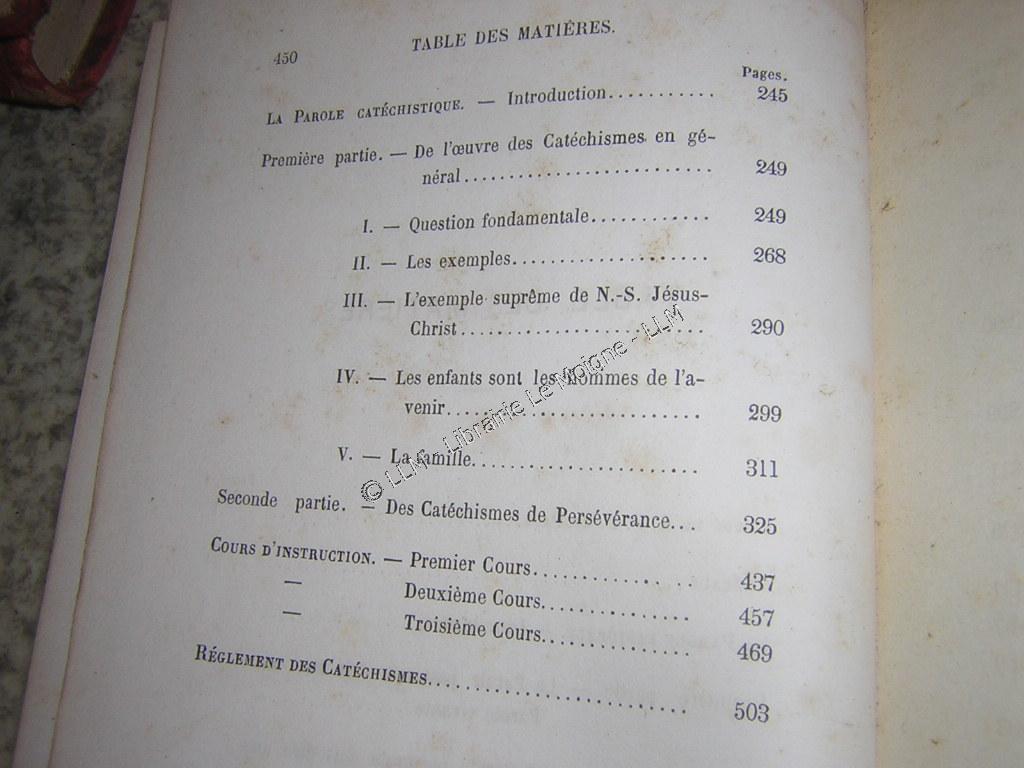 450 TABLE DES MATIÈRES.
Pages.
LA PAROLE CATÉCHISTIQUE. — Introduction........... 245
Première partie. — De l'œuvre des Catéchismes en gé-
néral.......................... 249
I. — Question fondamentale............ 249
II. — Les exemples.................... 268
III. — L'exemple suprême de N.-S. Jésus-
Christ......................... 290
IV. — Les enfants sont les hommes de l'a-
venir.......................... 299
V. — La famille....................... 311
Seconde partie. — Des Catéchismes de Persévérance... 325
COURS D'INSTRUCTION. — Premier Cours............... 437
— Deuxième Cours.............. 457
— Troisième Cours.............. 469
RÉGLEMENT DES CATÉCHISMES......................... 503
© LLM - Librairie Le Moigne - LLM